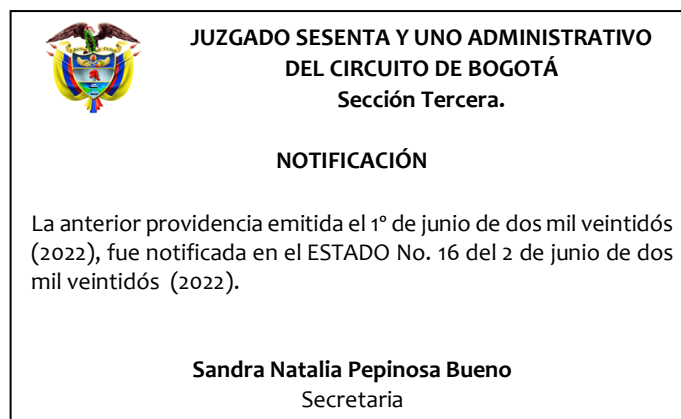 JUZGADO SESENTA Y UNO ADMINISTRATIVO
DEL CIRCUITO DE BOGOTÁ
Sección Tercera.
NOTIFICACIÓN
La anterior providencia emitida el 1° de junio de dos mil veintidós
(2022), fue notificada en el ESTADO No. 16 del 2 de junio de dos
mil veintidós (2022).
Sandra Natalia Pepinosa Bueno
Secretaria